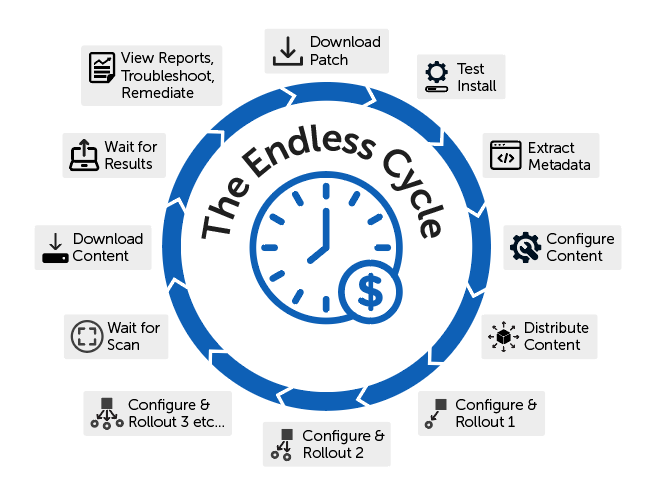 Download
Patch
Test
Install
Extract
Metadata
Configure
Content
Distribute
Content
Configure &
Rollout 1
Configure &
Rollout 2
Configure &
Rollout 3 etc...
Wait for
Scan
Download
Content
Wait for
Results
View Reports,
Troubleshoot,
Remediate
The Endless Cycle
$